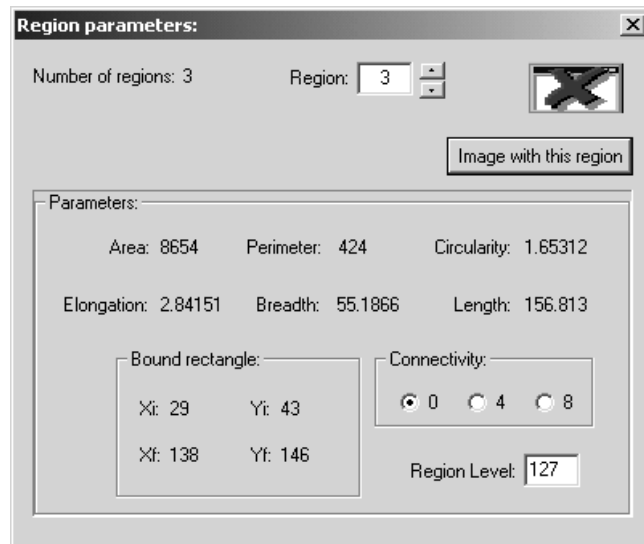 Region parameters:
Number of regions: 3 Region: 3
Image with this region
Parameters:
Area: 8654 Perimeter: 424 Circularity: 1.65312
Elongation: 2.84151 Breadth: 55.1866 Length: 156.813
Bound rectangle: Connectivity:
Xi: 29 Yi: 43 0 4 8
Xf: 138 Yf: 146 Region Level: 127